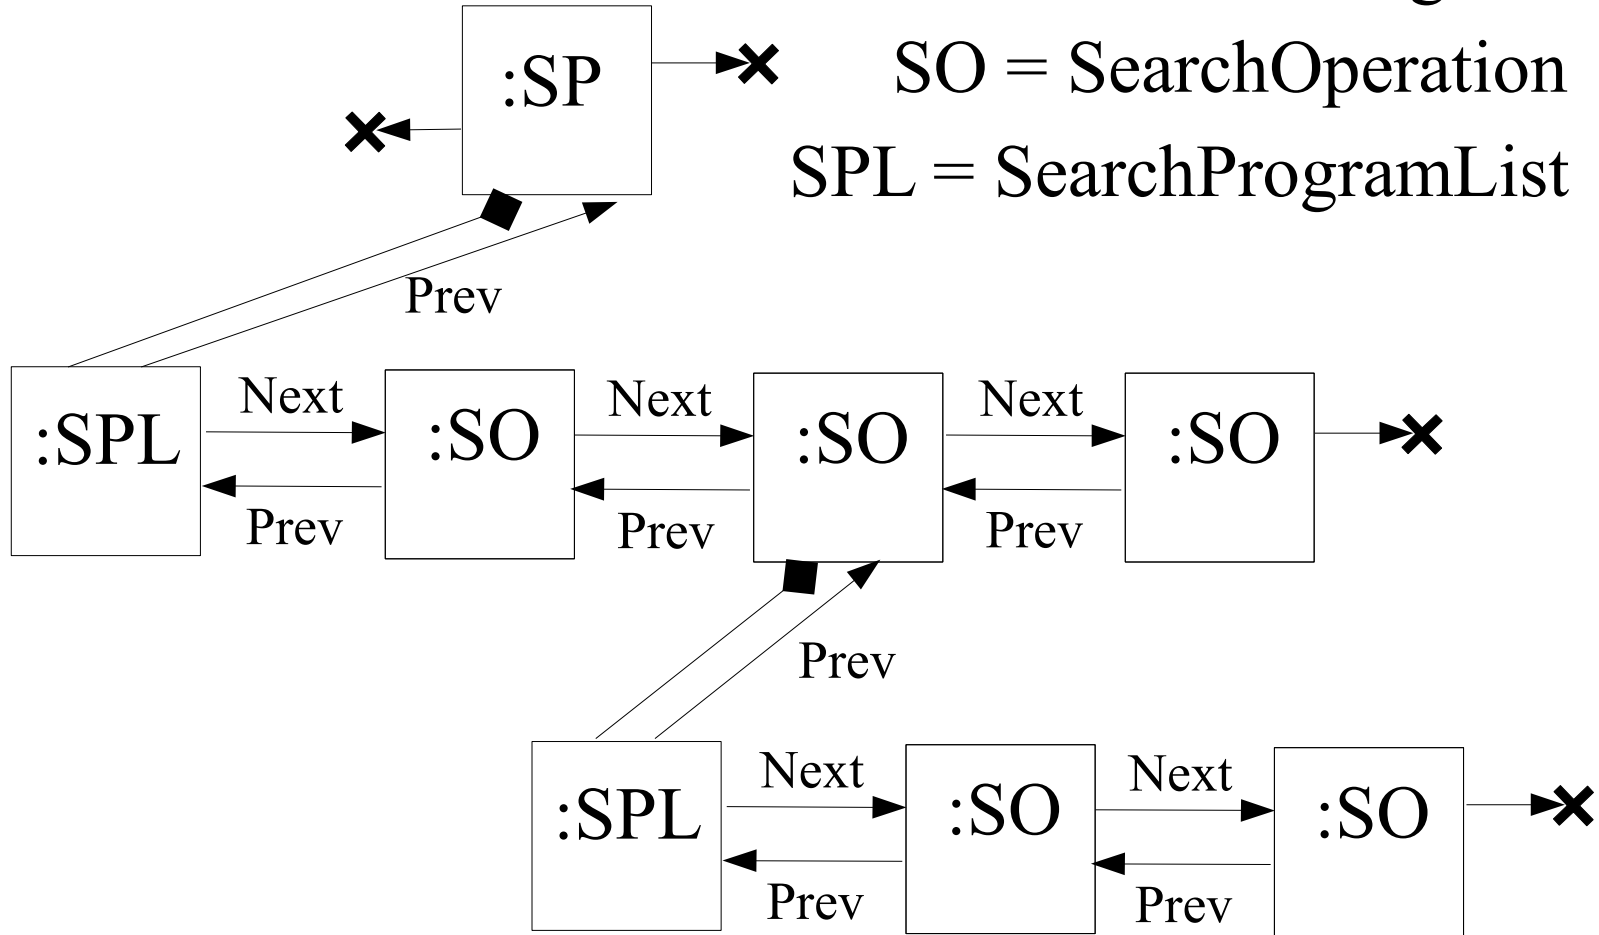 :SP
SO = SearchOperation
SPL = SearchProgramList
Prev
:SPL
Next
:SO
Next
:SO
Next
:SO
Prev
Prev
Prev
Prev
:SPL
Next
:SO
Next
:SO
Prev
Prev